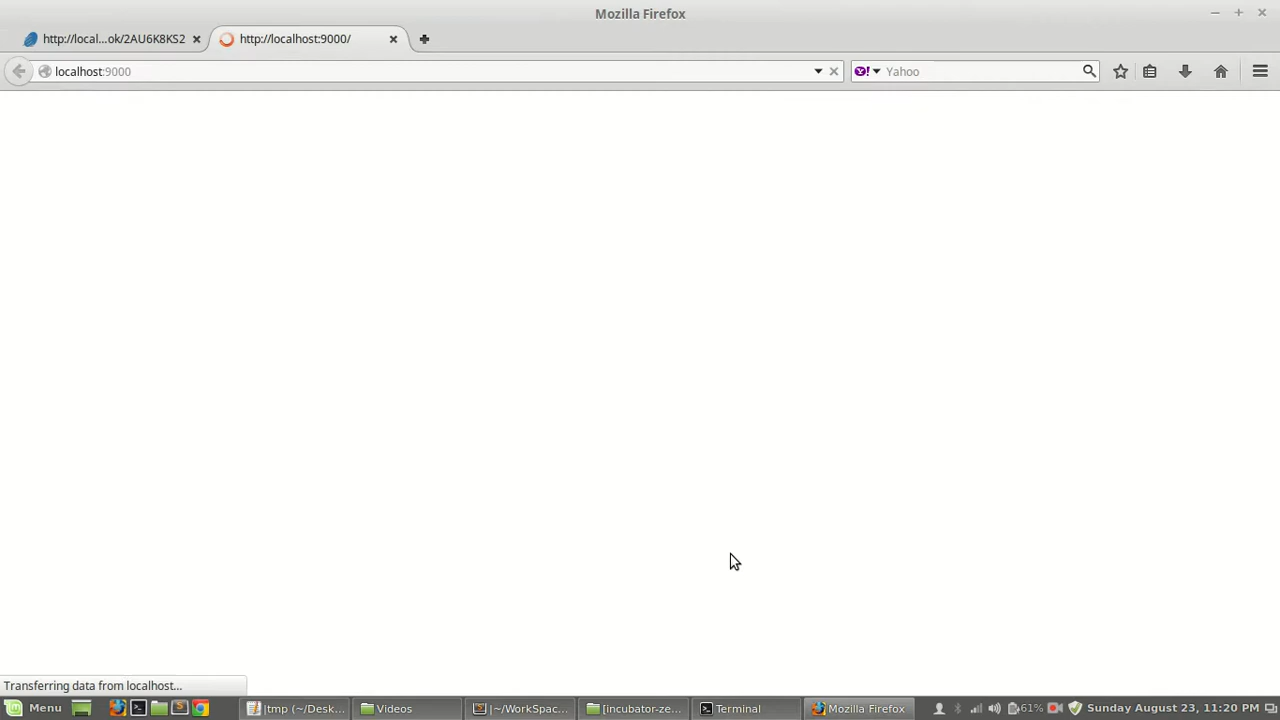 Mozilla Firefox
http://local...ok/2AU6K8KS2
http://localhost:9000/
localhost:9000
Yahoo
Transferring data from localhost...
Menu
|tmp (~/Desk...
Videos
|~/WorkSpac...
[incubator-ze...
Terminal
Mozilla Firefox
61%
Sunday August 23, 11:20 PM